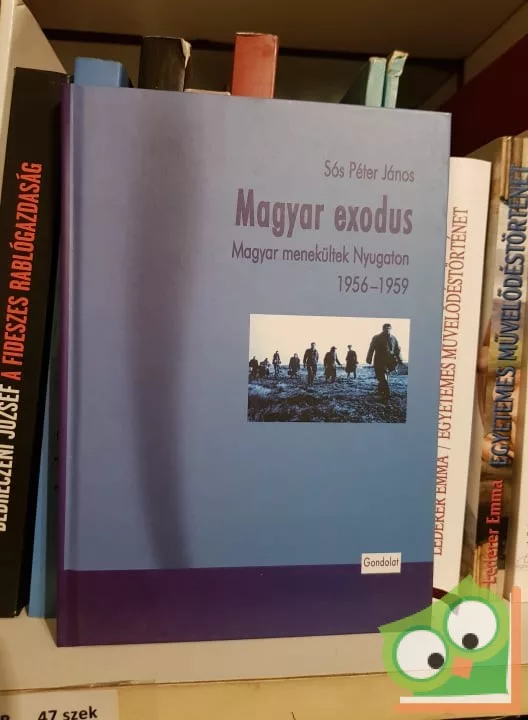 Sós Péter János
Magyar exodus
Magyar menekültek Nyugaton
1956–1959
Gondolat
DEBRECZENI JÓZSEF A FIDESZES RABLÓGAZDASÁG
LEDERER EMMA / EGYETEMES MŰVELŐDÉSTÖRTÉNET
Lederer Emma EGYETEMES MŰVELŐDÉSTÖRTÉNET
47 szek